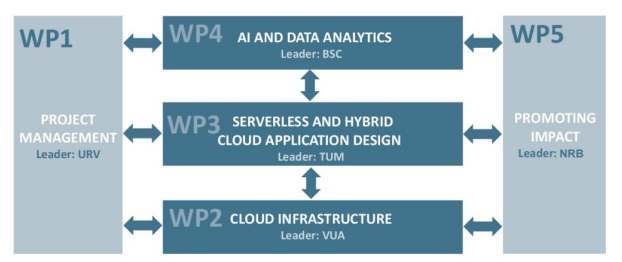 WP1
PROJECT
MANAGEMENT
Leader: URV
WP4 AI AND DATA ANALYTICS
Leader: BSC
WP3 SERVERLESS AND HYBRID
CLOUD APPLICATION DESIGN
Leader: TUM
WP2 CLOUD INFRASTRUCTURE
Leader: VUA
WP5
PROMOTING
IMPACT
Leader: NRB